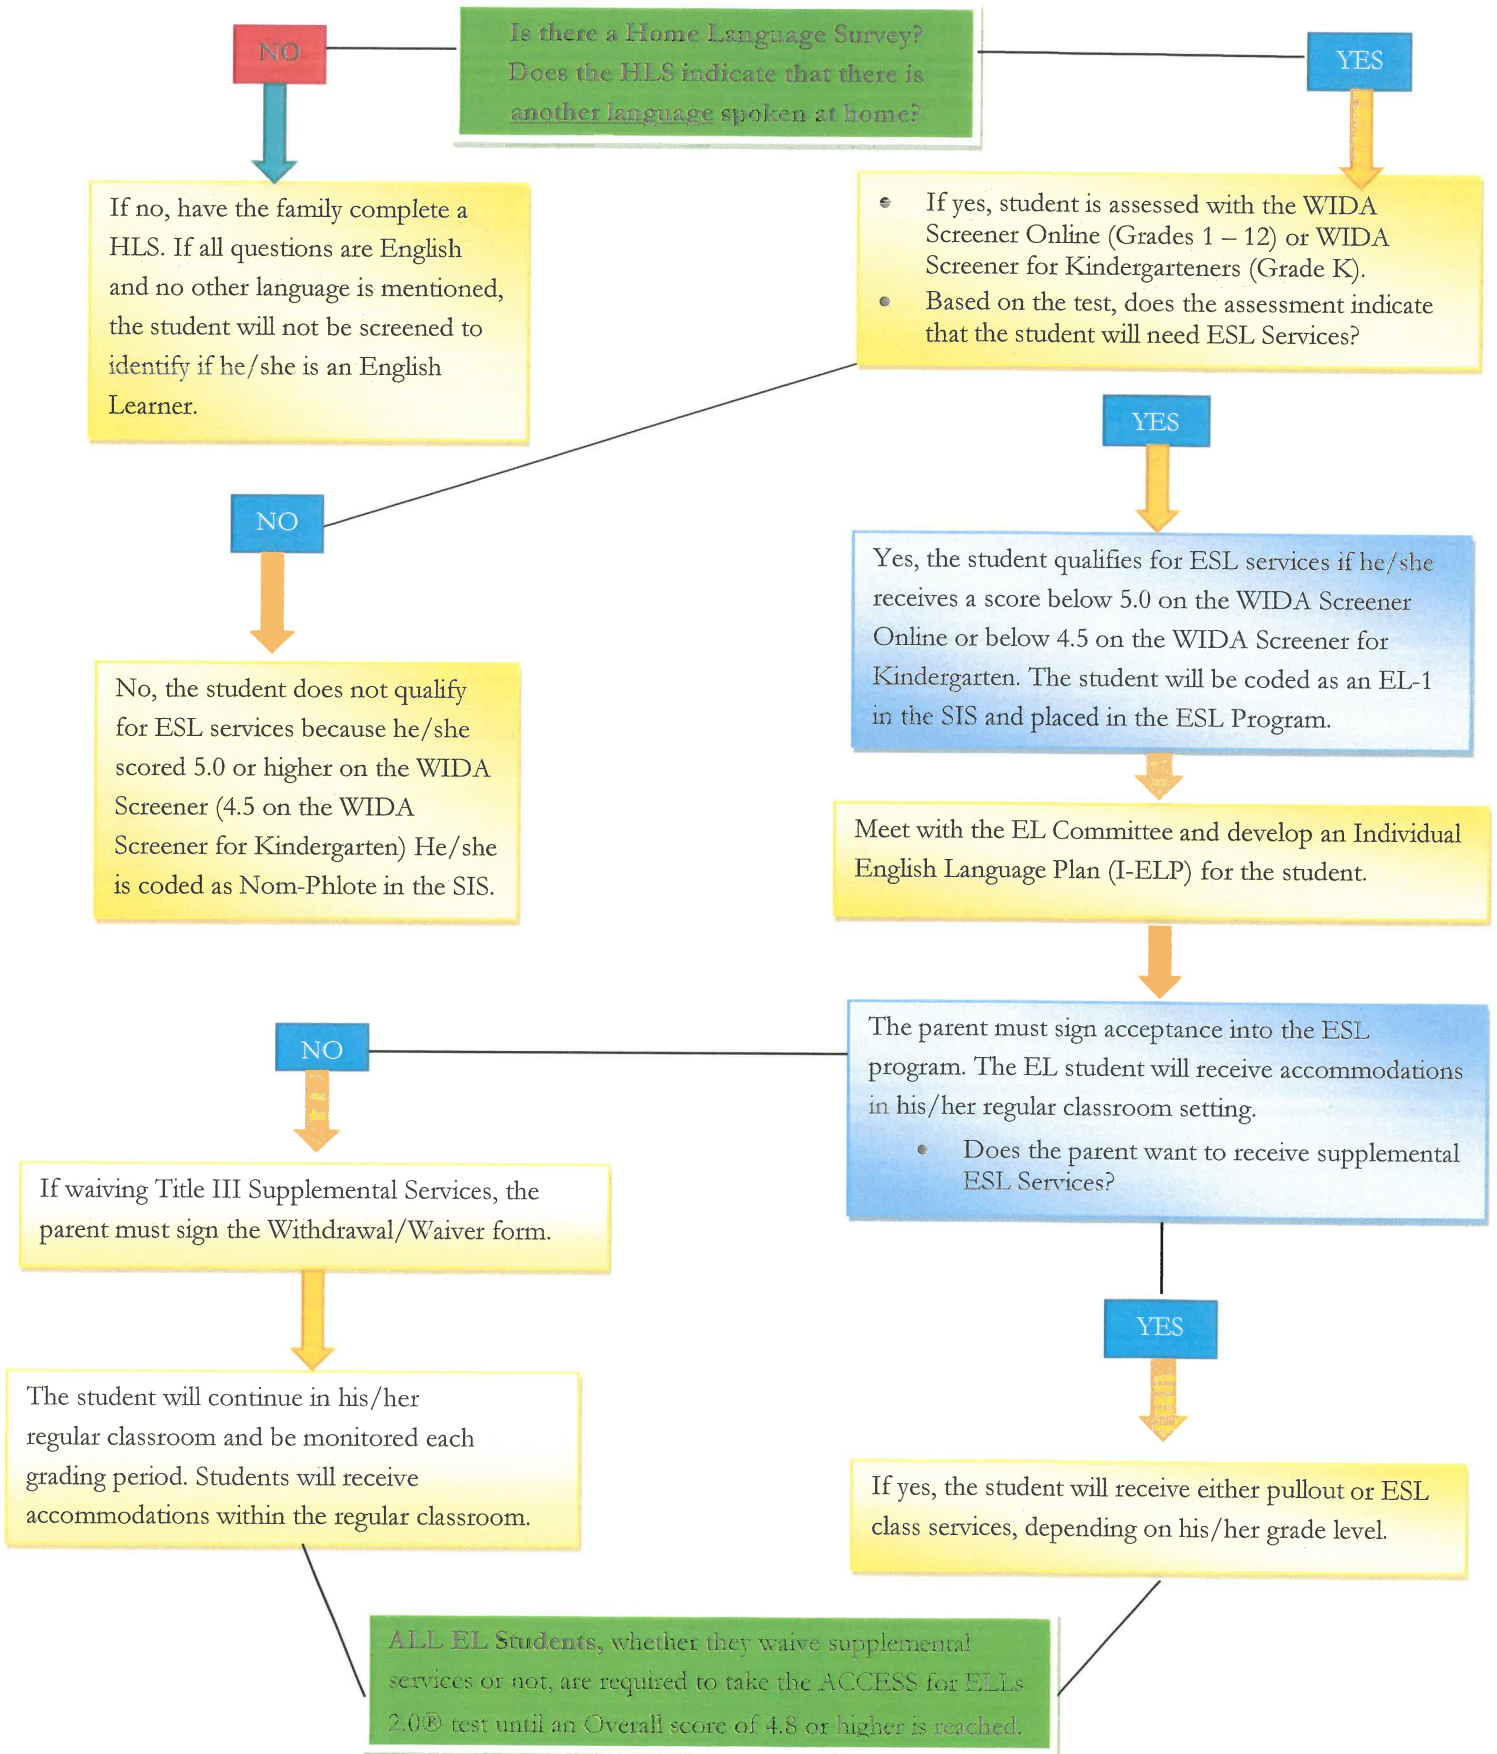 Is there a Home Language Survey?
Does the HLS indicate that there is
another language spoken at home?
NO
YES
If no, have the family complete a
HLS. If all questions are English
and no other language is mentioned,
the student will not be screened to
identify if he/she is an English
Learner.
• If yes, student is assessed with the WIDA
Screener Online (Grades 1 – 12) or WIDA
Screener for Kindergarteners (Grade K).
• Based on the test, does the assessment indicate
that the student will need ESL Services?
NO
YES
No, the student does not qualify
for ESL services because he/she
scored 5.0 or higher on the WIDA
Screener (4.5 on the WIDA
Screener for Kindergarten) He/she
is coded as Nom-Phlote in the SIS.
Yes, the student qualifies for ESL services if he/she
receives a score below 5.0 on the WIDA Screener
Online or below 4.5 on the WIDA Screener for
Kindergarten. The student will be coded as an EL-1
in the SIS and placed in the ESL Program.
Meet with the EL Committee and develop an Individual
English Language Plan (I-ELP) for the student.
The parent must sign acceptance into the ESL
program. The EL student will receive accommodations
in his/her regular classroom setting.
• Does the parent want to receive supplemental
ESL Services?
NO
If waiving Title III Supplemental Services, the
parent must sign the Withdrawal/Waiver form.
The student will continue in his/her
regular classroom and be monitored each
grading period. Students will receive
accommodations within the regular classroom.
YES
If yes, the student will receive either pullout or ESL
class services, depending on his/her grade level.
ALL EL Students, whether they waive supplemental
services or not, are required to take the ACCESS for ELLs
2.0® test until an Overall score of 4.8 or higher is reached.